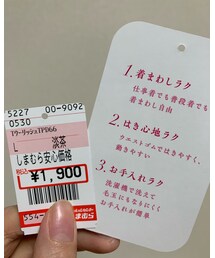 5227 00-9092
0530
L 淡茶
しまむら安心価格
税込 ¥1,900
554-
しまむら
1.着まわしラク
仕事着でも普段着でも
着まわし自由
2.はき心地ラク
ウエストゴムではきやすく、
動きやすい
3.お手入れラク
洗濯機で洗えて
毛玉にもなりにくく
お手入れが簡単